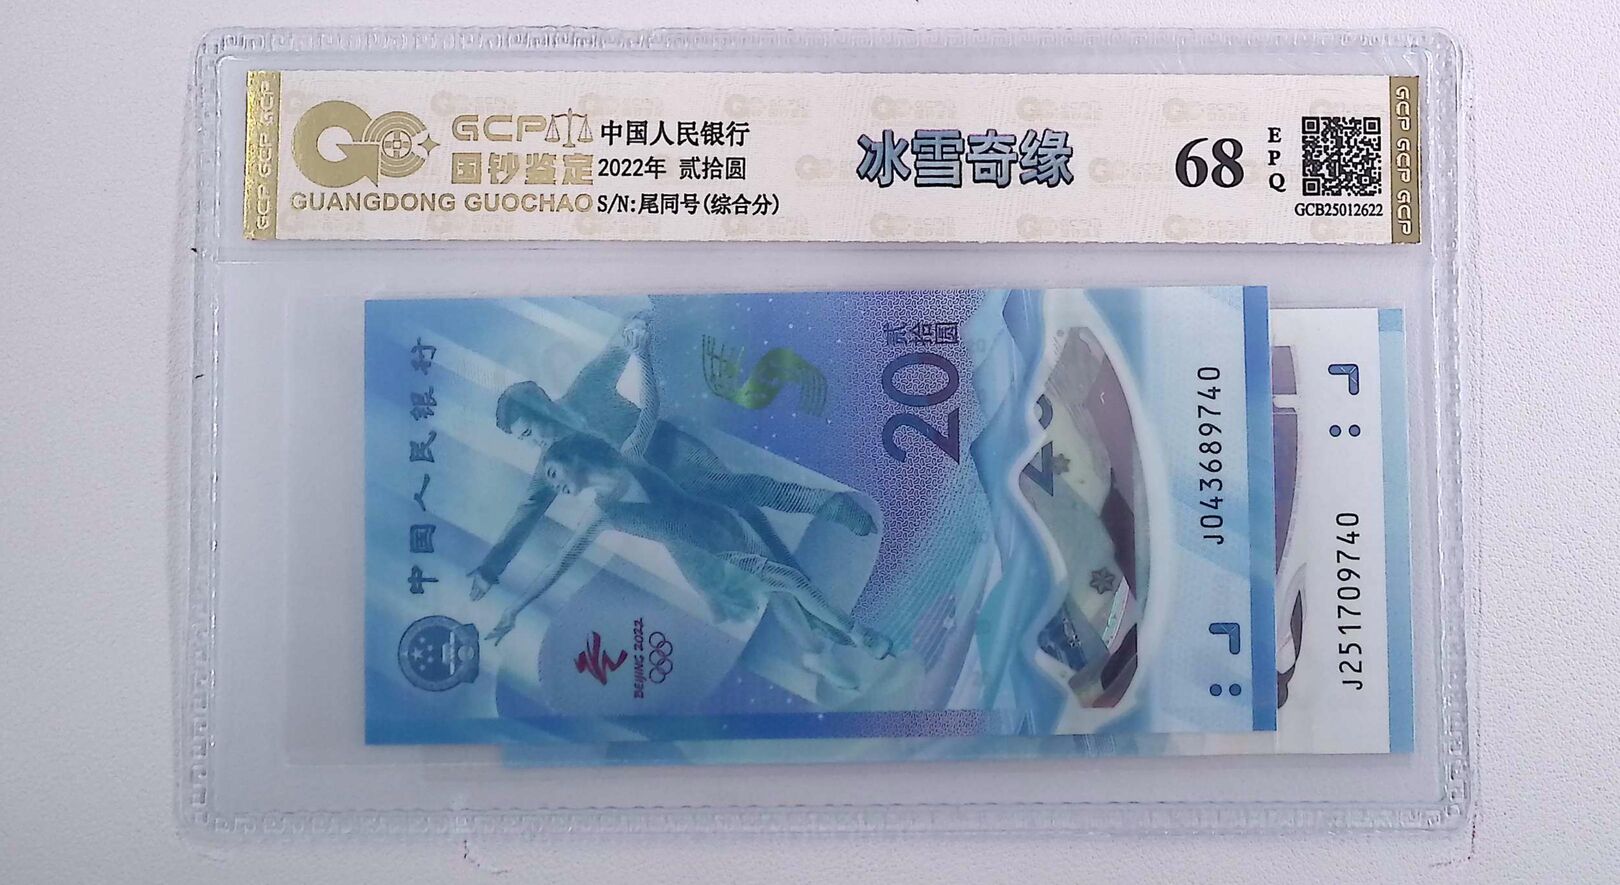 GCP GCP GCP
GCP
国钞鉴定
GUANGDONG GUOCHAO
中国人民银行
2022年 贰拾圆
S/N:尾同号(综合分)
冰雪奇缘
68
EPQ
GCB25012622
GCP GCP GCP
中国人民银行
BEIJING 2022
贰拾圆
20
20
J043689740
J251709740